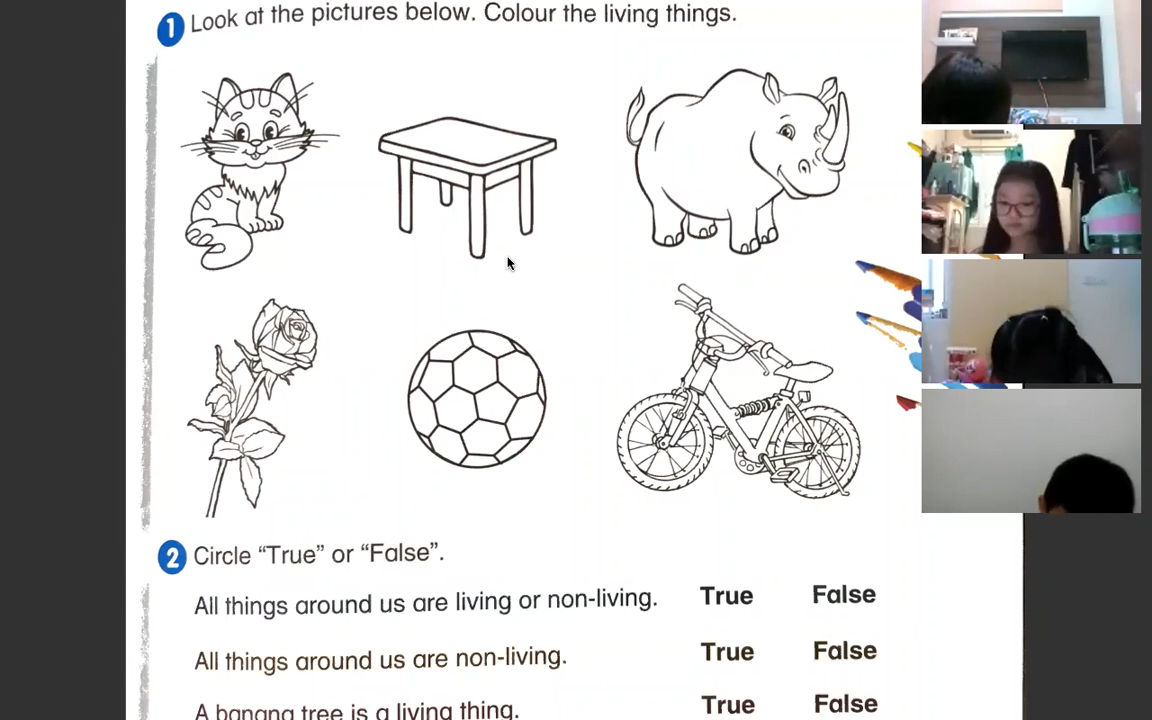 1 Look at the pictures below. Colour the living things.
2 Circle “True” or “False”.
All things around us are living or non-living. True False
All things around us are non-living. True False
A banana tree is a living thing. True False